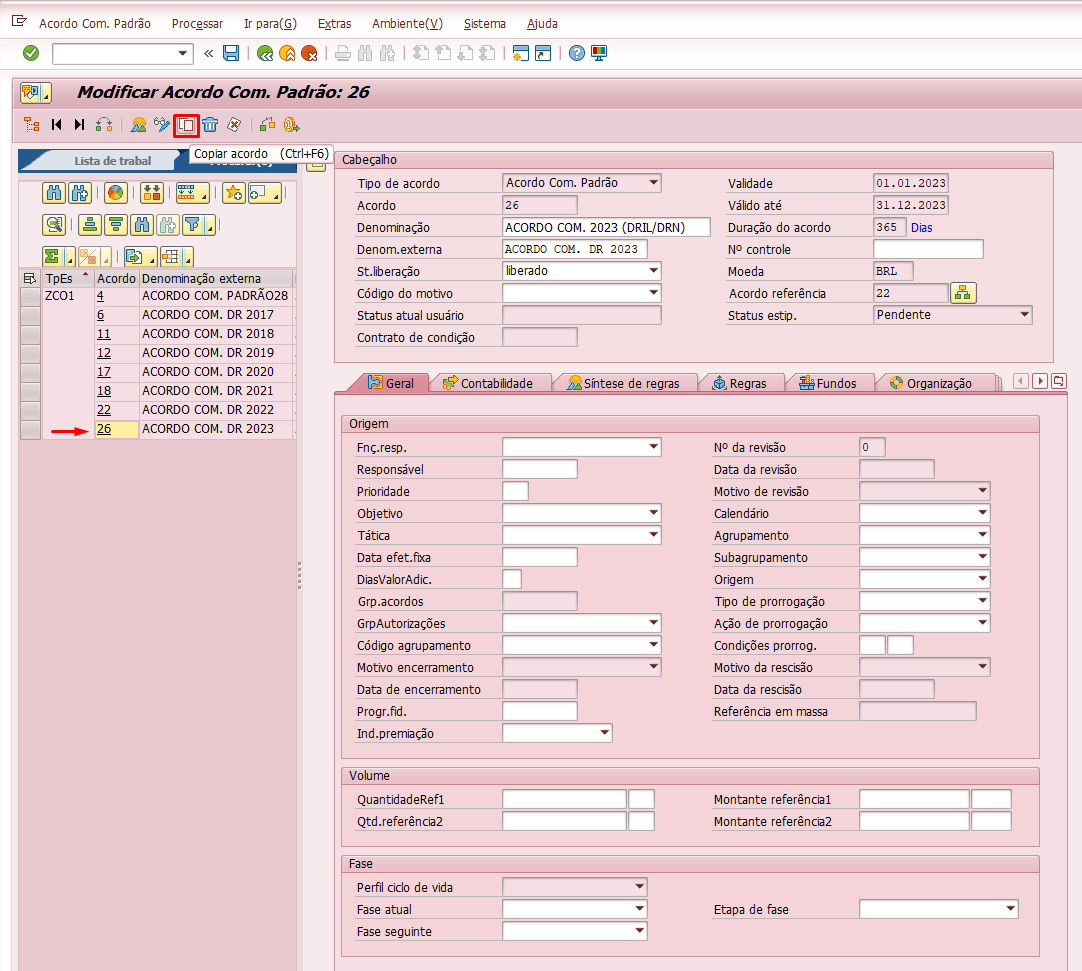 Acordo Com. Padrão Processar Ir para(G) Extras Ambiente(V) Sistema Ajuda
Modificar Acordo Com. Padrão: 26
Copiar acordo (Ctrl+F6)
Lista de trabal
TpEs Acordo Denominação externa
ZCO1 4 ACORDO COM. PADRÃO28
6 ACORDO COM. DR 2017
11 ACORDO COM. DR 2018
12 ACORDO COM. DR 2019
17 ACORDO COM. DR 2020
18 ACORDO COM. DR 2021
22 ACORDO COM. DR 2022
26 ACORDO COM. DR 2023
Cabeçalho
Tipo de acordo Acordo Com. Padrão Validade 01.01.2023
Acordo 26 Válido até 31.12.2023
Denominação ACORDO COM. 2023 (DRIL/DRN) Duração do acordo 365 Dias
Denom.externa ACORDO COM. DR 2023 Nº controle
St.liberação liberado Moeda BRL
Código do motivo Acordo referência 22
Status atual usuário Status estip. Pendente
Contrato de condição
Geral Contabilidade Síntese de regras Regras Fundos Organização
Origem
Fnç.resp. Nº da revisão 0
Responsável Data da revisão
Prioridade Motivo de revisão
Objetivo Calendário
Tática Agrupamento
Data efet.fixa Subagrupamento
DiasValorAdic. Origem
Grp.acordos Tipo de prorrogação
GrpAutorizações Ação de prorrogação
Código agrupamento Condições prorrog.
Motivo encerramento Motivo da rescisão
Data de encerramento Data da rescisão
Progr.fid. Referência em massa
Ind.premiação
Volume
QuantidadeRef1 Montante referência1
Qtd.referência2 Montante referência2
Fase
Perfil ciclo de vida
Fase atual Etapa de fase
Fase seguinte